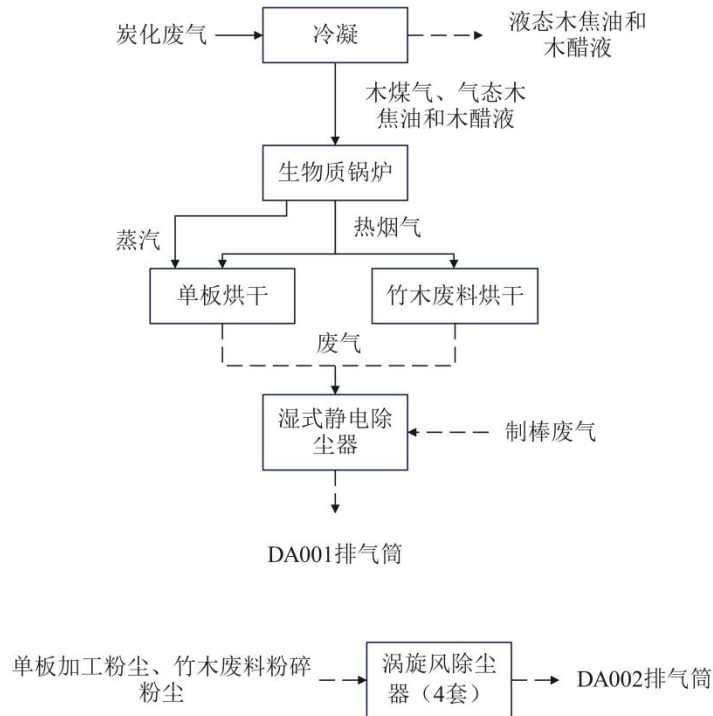 炭化废气
冷凝
液态木焦油和
木醋液
木煤气、气态木
焦油和木醋液
生物质锅炉
蒸汽
热烟气
单板烘干
竹木废料烘干
废气
湿式静电除
尘器
制棒废气
DA001排气筒
单板加工粉尘、竹木废料粉碎
粉尘
涡旋风除尘
器（4套）
DA002排气筒